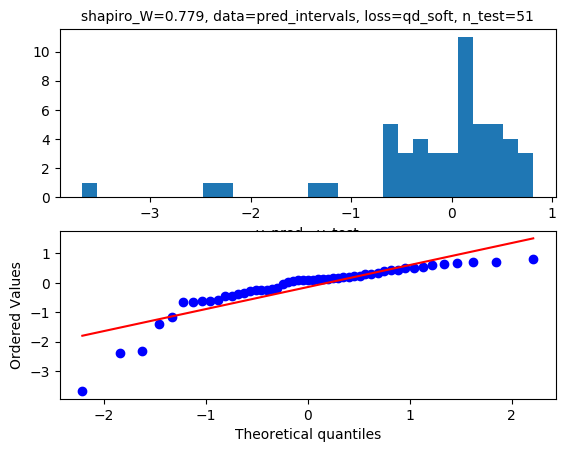 shapiro_W=0.779, data=pred_intervals, loss=qd_soft, n_test=51
10
8
6
4
2
0
−3 −2 −1 0 1
1
0
−1
−2
−3
Ordered Values
−2 −1 0 1 2
Theoretical quantiles